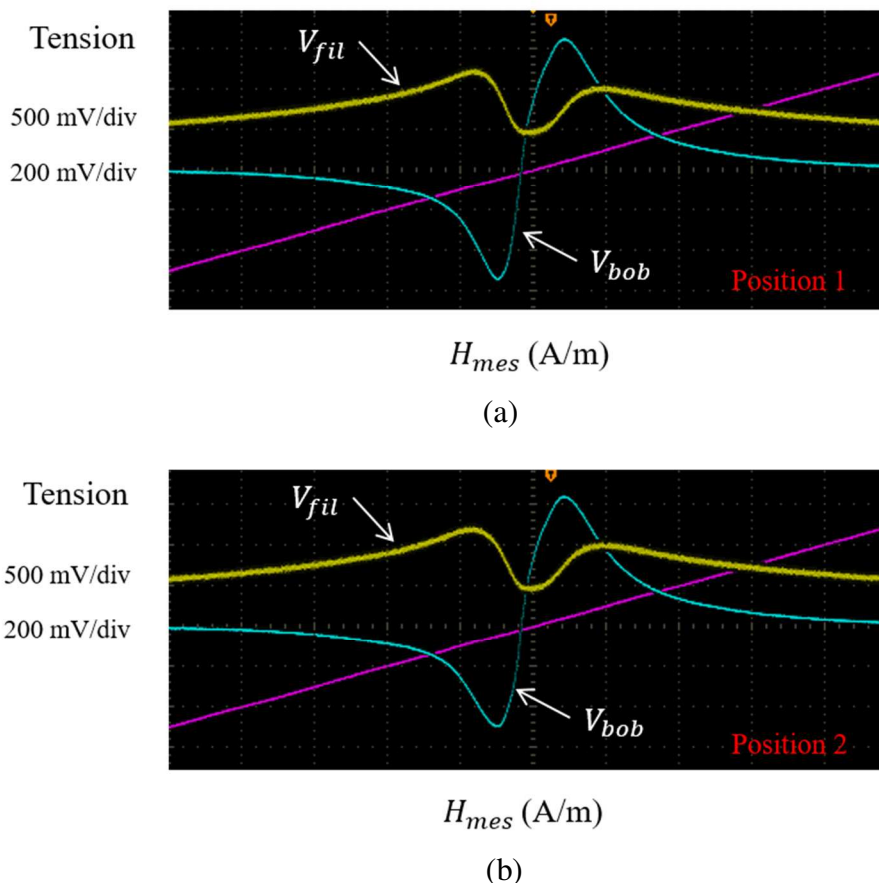 Tension
V_fil
500 mV/div
200 mV/div
V_bob
Position 1
H_mes (A/m)
(a)
Tension
V_fil
500 mV/div
200 mV/div
V_bob
Position 2
H_mes (A/m)
(b)